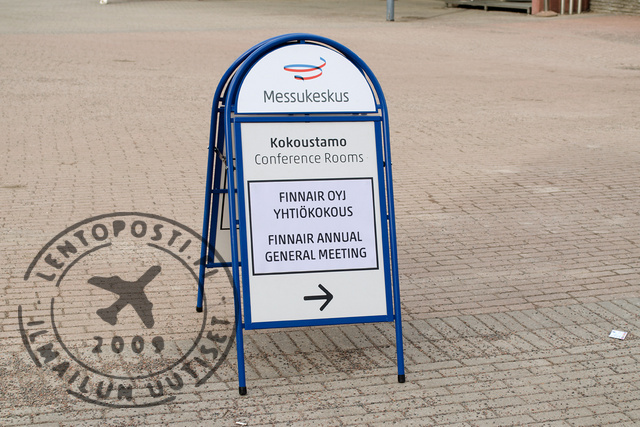 Messukeskus
Kokoustamo
Conference Rooms
FINNAIR OYJ
YHTIÖKOKOUS
FINNAIR ANNUAL
GENERAL MEETING
LENTOPOSTI.FI
2009
ILMAILUN UUTISET